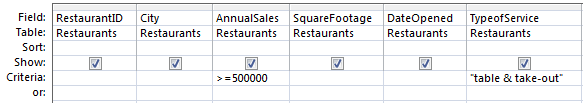 Field: RestaurantID City AnnualSales SquareFootage DateOpened TypeofService
Table: Restaurants Restaurants Restaurants Restaurants Restaurants Restaurants
Sort:
Show:
Criteria: >=500000 "table & take-out"
or: